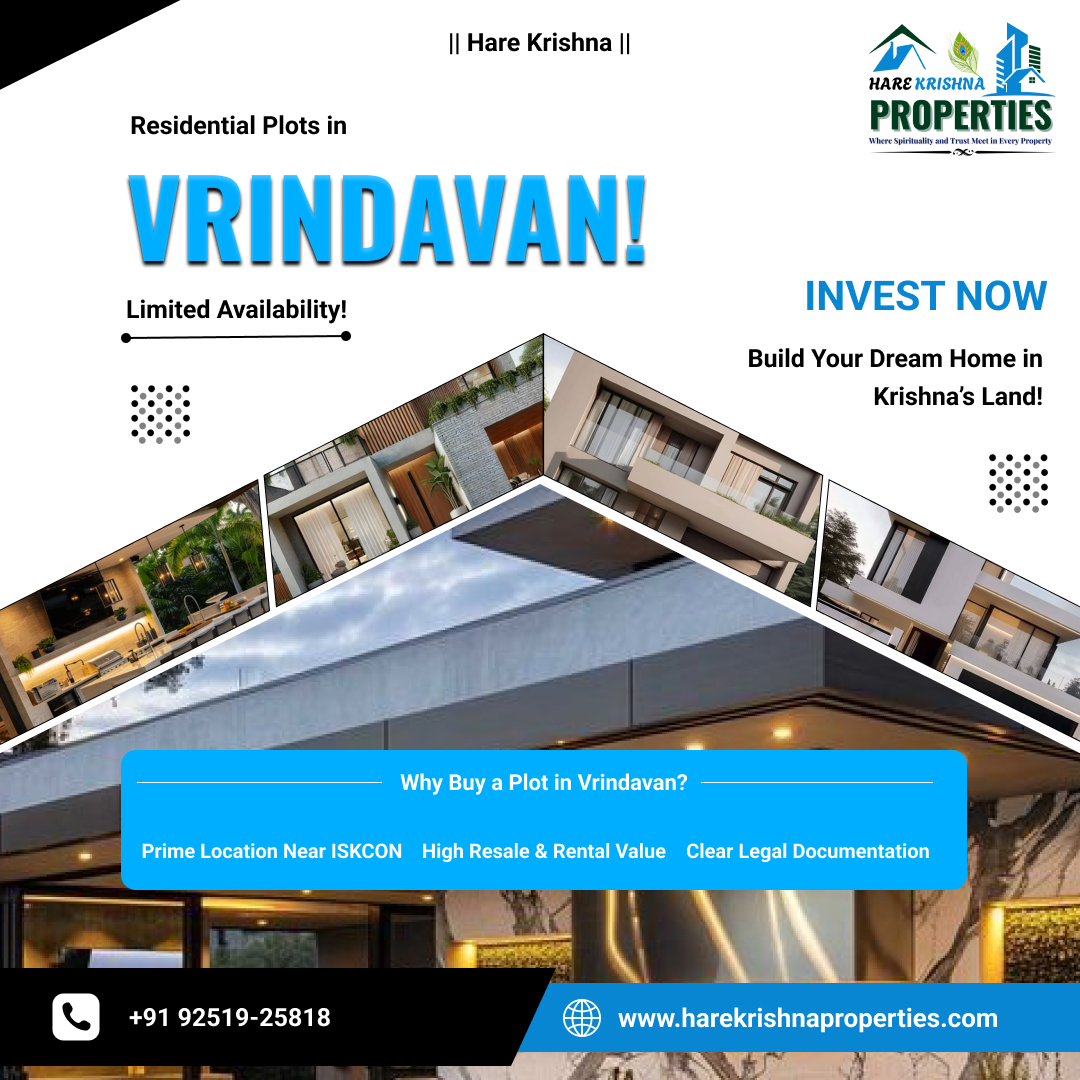 || Hare Krishna ||
HARE KRISHNA
PROPERTIES
Where Spirituality and Trust Meet in Every Property
Residential Plots in
VRINDAVAN!
Limited Availability!
INVEST NOW
Build Your Dream Home in
Krishna’s Land!
Why Buy a Plot in Vrindavan?
Prime Location Near ISKCON High Resale & Rental Value Clear Legal Documentation
+91 92519-25818
www.harekrishnaproperties.com